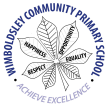 WIMBOLDSLEY COMMUNITY PRIMARY SCHOOL
HAPPINESS
OPPORTUNITY
RESPECT
EQUALITY
• ACHIEVE EXCELLENCE •